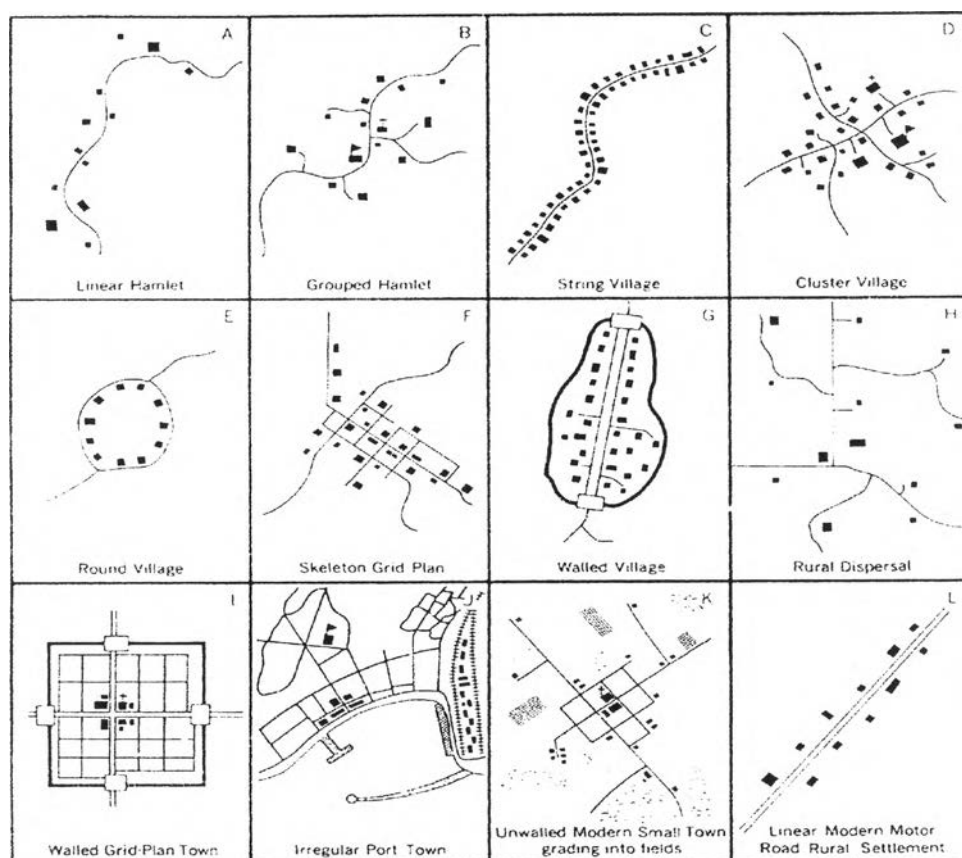 A
Linear Hamlet
B
Grouped Hamlet
C
String Village
D
Cluster Village
E
Round Village
F
Skeleton Grid Plan
G
Walled Village
H
Rural Dispersal
I
Walled Grid-Plan Town
J
Irregular Port Town
K
Unwalled Modern Small Town
grading into fields
L
Linear Modern Motor
Road Rural Settlement